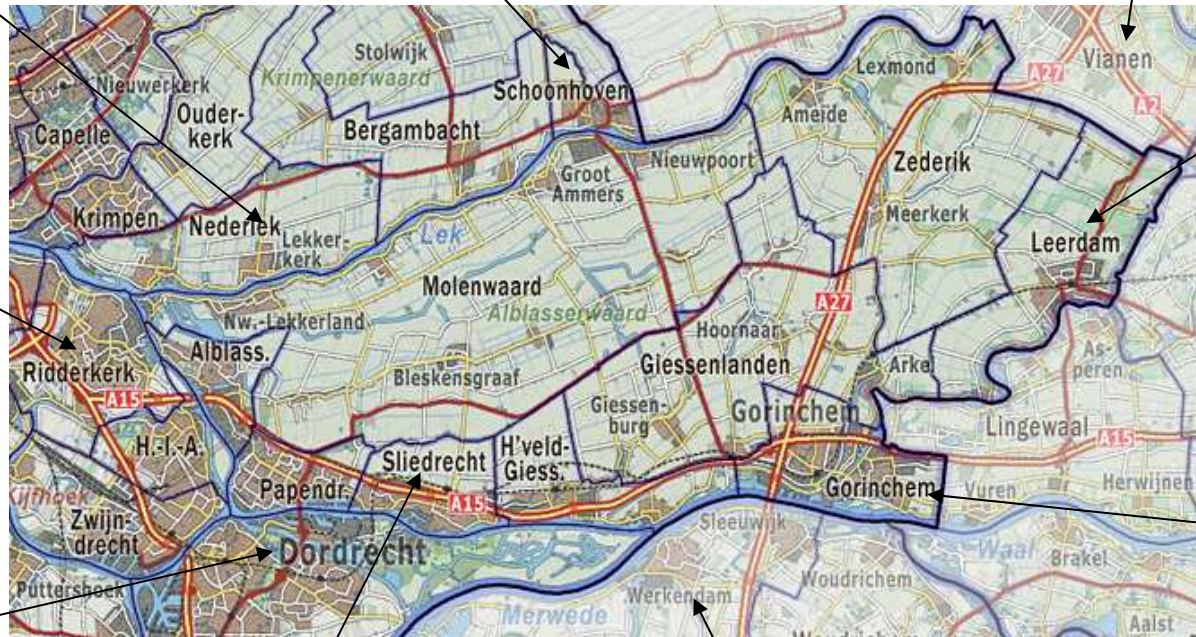 Stolwijk
Krimpenerwaard
Nieuwerkerk
Capelle
Ouder-
kerk
Bergambacht
Schoonhoven
Lexmond
A27
Vianen
A2
Ameide
Nieuwpoort
Groot
Ammers
Zederik
Krimpen
Nederlek
Lekker-
kerk
Lek
Meerkerk
Leerdam
Molenwaard
Alblasserwaard
A27
Nw.-Lekkerland
Hoornaar
Alblass.
Ridderkerk
A15
Bleskensgraaf
Giessenlanden
Arkel
As-
peren
Giessen-
burg
Gorinchem
Lingewaal
A15
H.-I.-A.
Sliedrecht
H'veld-
Giess.
Papendr.
A15
Gorinchem
Vuren
Herwijnen
Kijfhoek
Zwijn-
drecht
Dordrecht
Sleeuwijk
Waal
Brakel
Puttershoek
Woudrichem
Werkendam
Merwede
Aalst